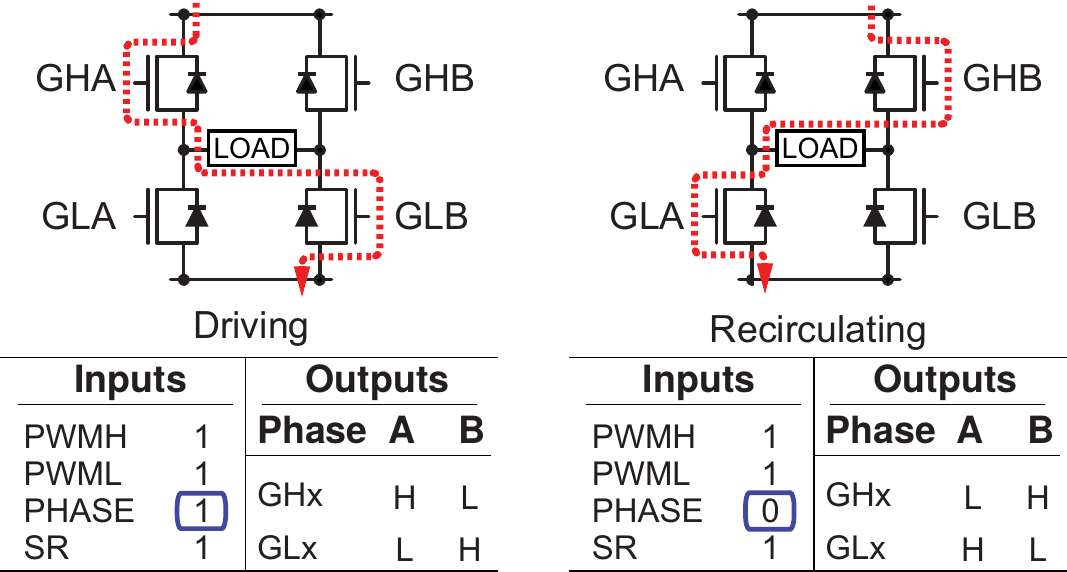 GHA LOAD GHB
GLA GLB
Driving
Inputs Outputs
PWMH 1 Phase A B
PWML 1
PHASE 1 GHx H L
SR 1 GLx L H
GHA LOAD GHB
GLA GLB
Recirculating
Inputs Outputs
PWMH 1 Phase A B
PWML 1
PHASE 0 GHx L H
SR 1 GLx H L